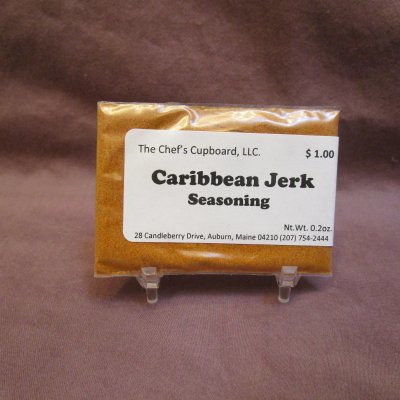 The Chef's Cupboard, LLC. $ 1.00
Caribbean Jerk
Seasoning
Nt.Wt. 0.2oz.
28 Candleberry Drive, Auburn, Maine 04210 (207) 754-2444